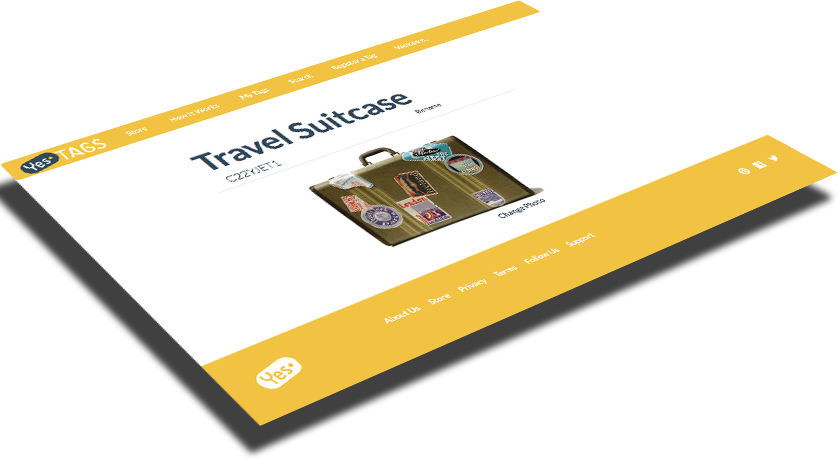 Yes• TAGS Store How it Works My Tags Search Register a Tag Welcome,
Travel Suitcase Rename
C22YJET1
Change Photo
About Us Store Privacy Terms Follow Us Support
Yes•